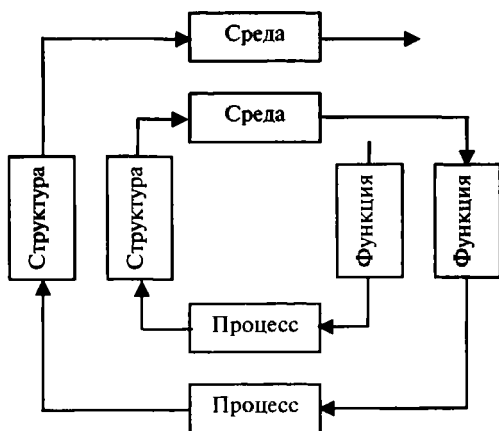 Среда
Среда
Структура
Структура
Функция
Функция
Процесс
Процесс